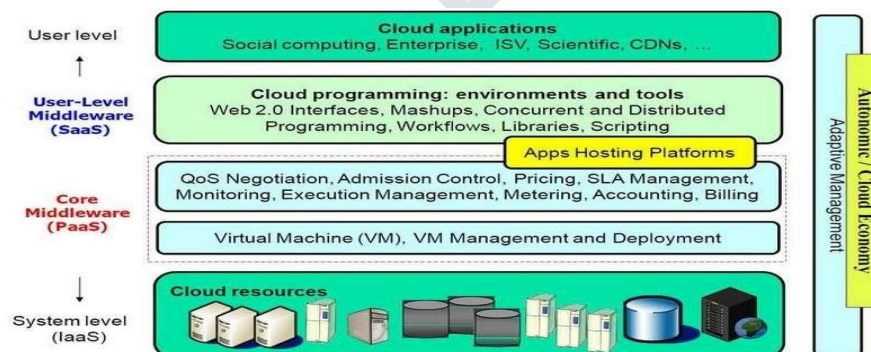 User level
Cloud applications
Social computing, Enterprise, ISV, Scientific, CDNs, ...
User-Level
Middleware
(SaaS)
Cloud programming: environments and tools
Web 2.0 Interfaces, Mashups, Concurrent and Distributed
Programming, Workflows, Libraries, Scripting
Apps Hosting Platforms
Core
Middleware
(PaaS)
QoS Negotiation, Admission Control, Pricing, SLA Management,
Monitoring, Execution Management, Metering, Accounting, Billing
Virtual Machine (VM), VM Management and Deployment
System level
(IaaS)
Cloud resources
Adaptive Management
Autonomic / Cloud Economy